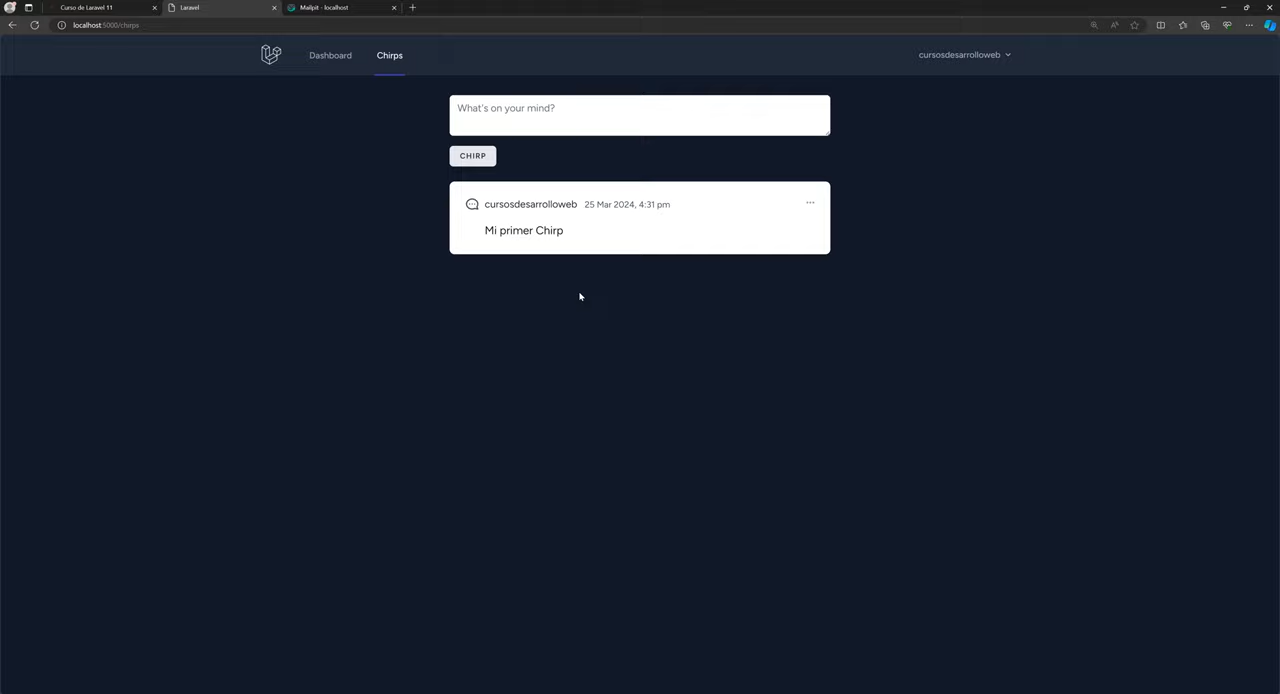 Curso de Laravel 11
Laravel
Mailpit - localhost
localhost:5000/chirps
Dashboard
Chirps
cursosdesarrolloweb
What's on your mind?
CHIRP
cursosdesarrolloweb 25 Mar 2024, 4:31 pm
Mi primer Chirp